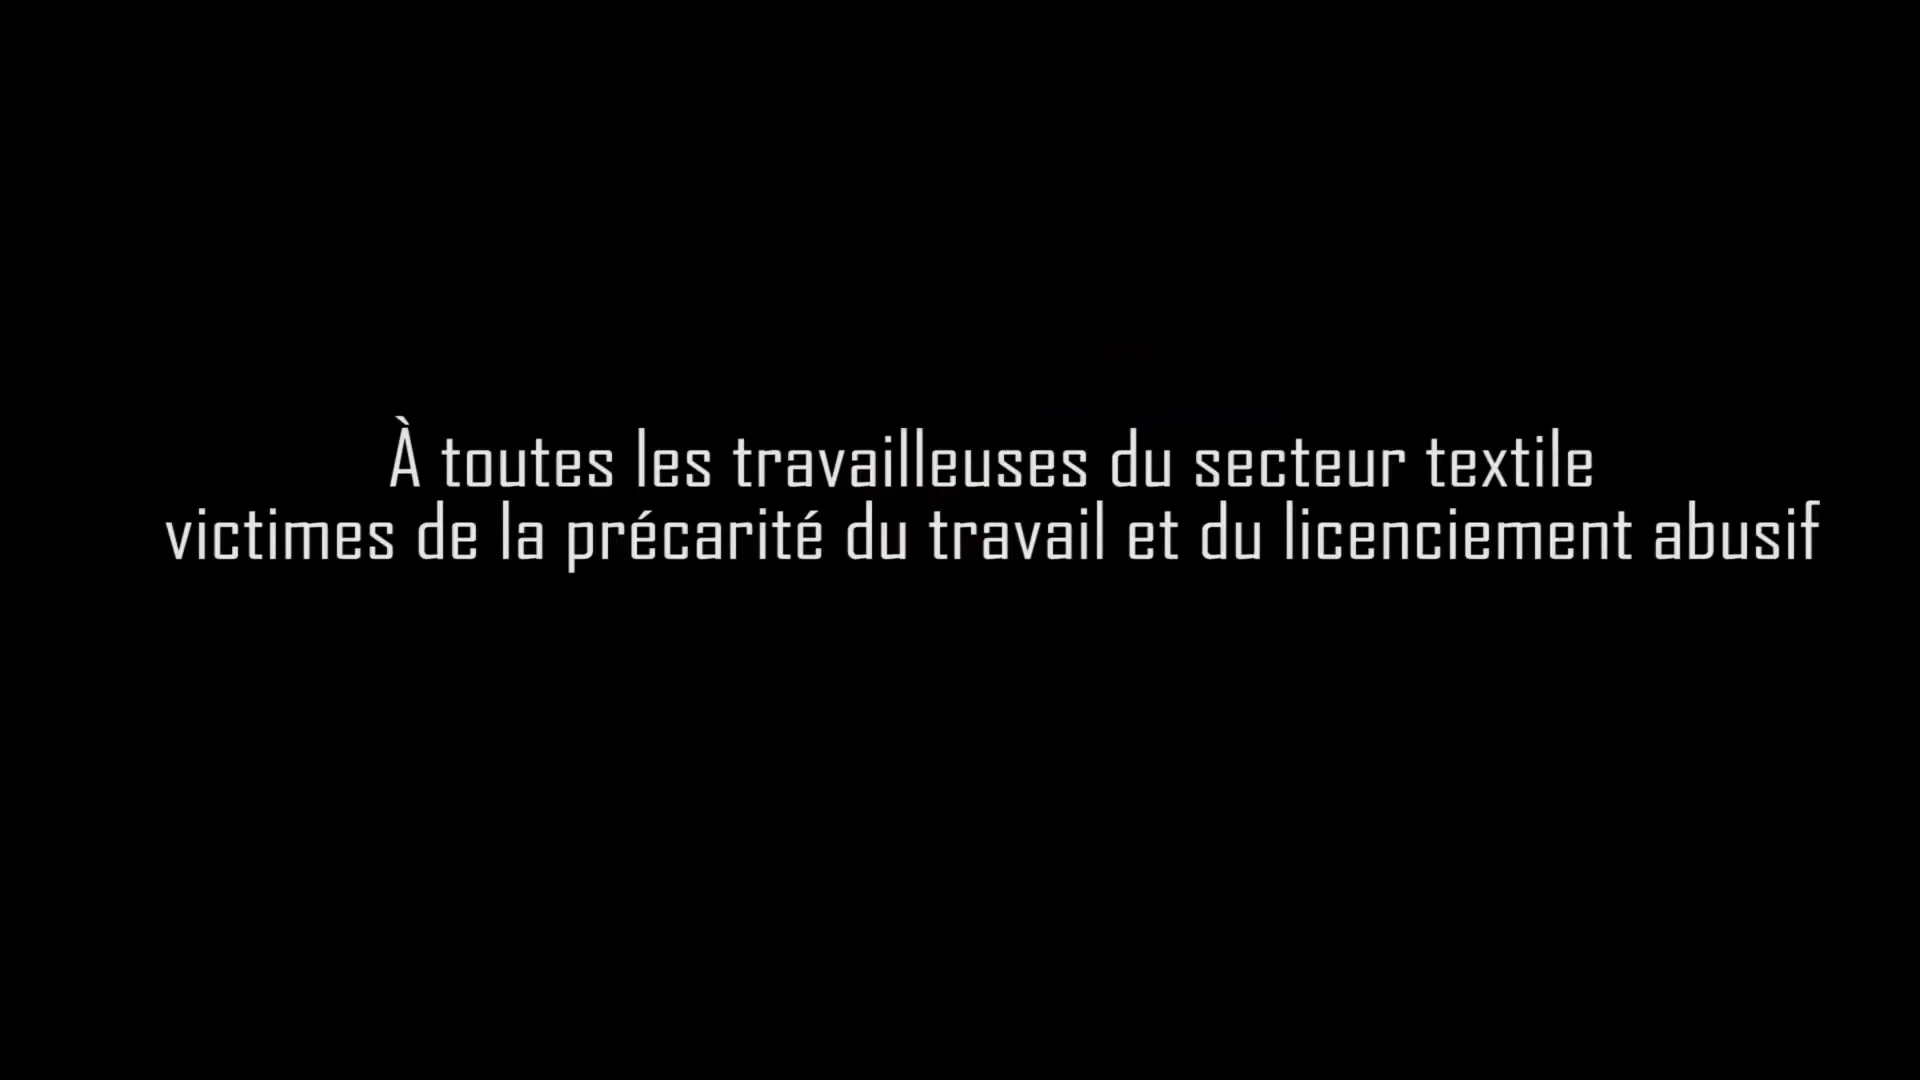 À toutes les travailleuses du secteur textile
victimes de la précarité du travail et du licenciement abusif